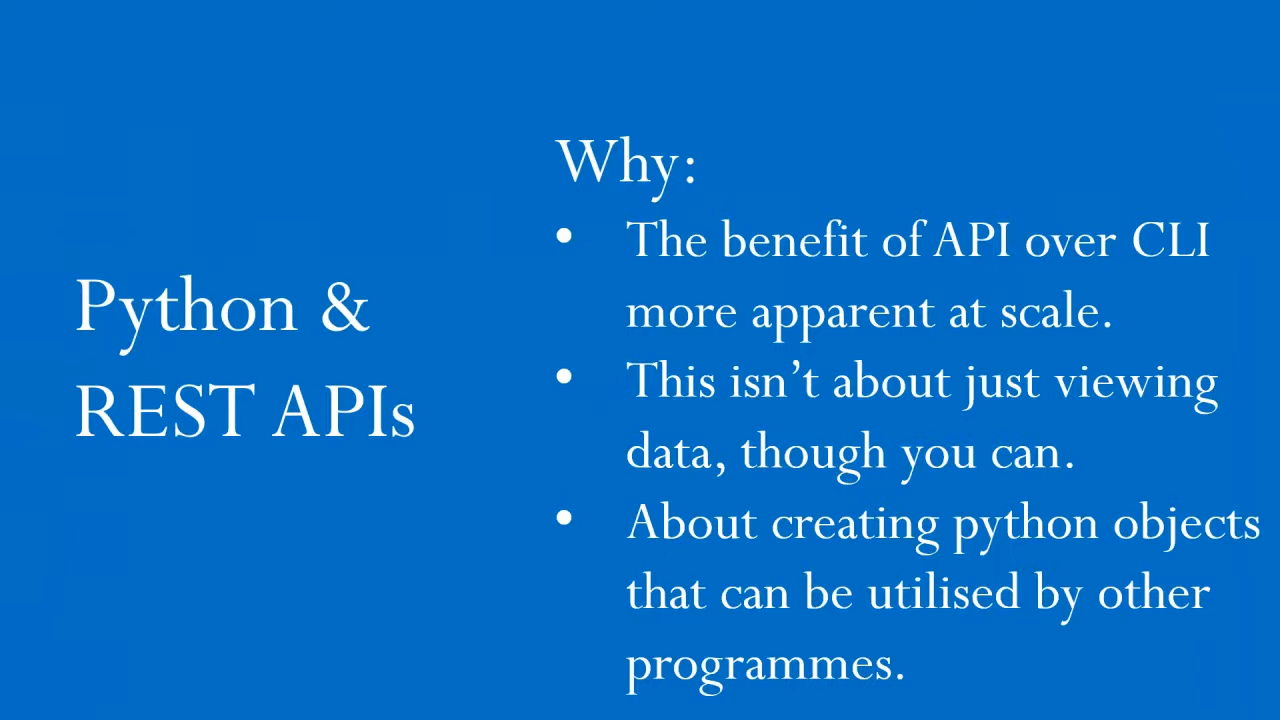 Python &
REST APIs
Why:
• The benefit of API over CLI
more apparent at scale.
• This isn’t about just viewing
data, though you can.
• About creating python objects
that can be utilised by other
programmes.